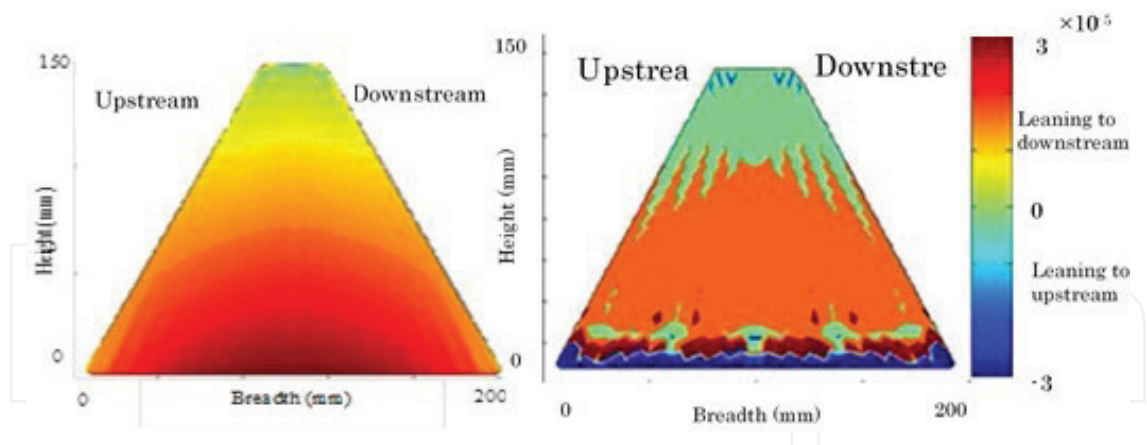 150
Upstream
Downstream
Height (mm)
0
0
Breadth (mm)
200
150
Upstrea
Downstre
Height (mm)
0
0
Breadth (mm)
200
×10⁻⁵
3
Leaning to
downstream
0
Leaning to
upstream
-3